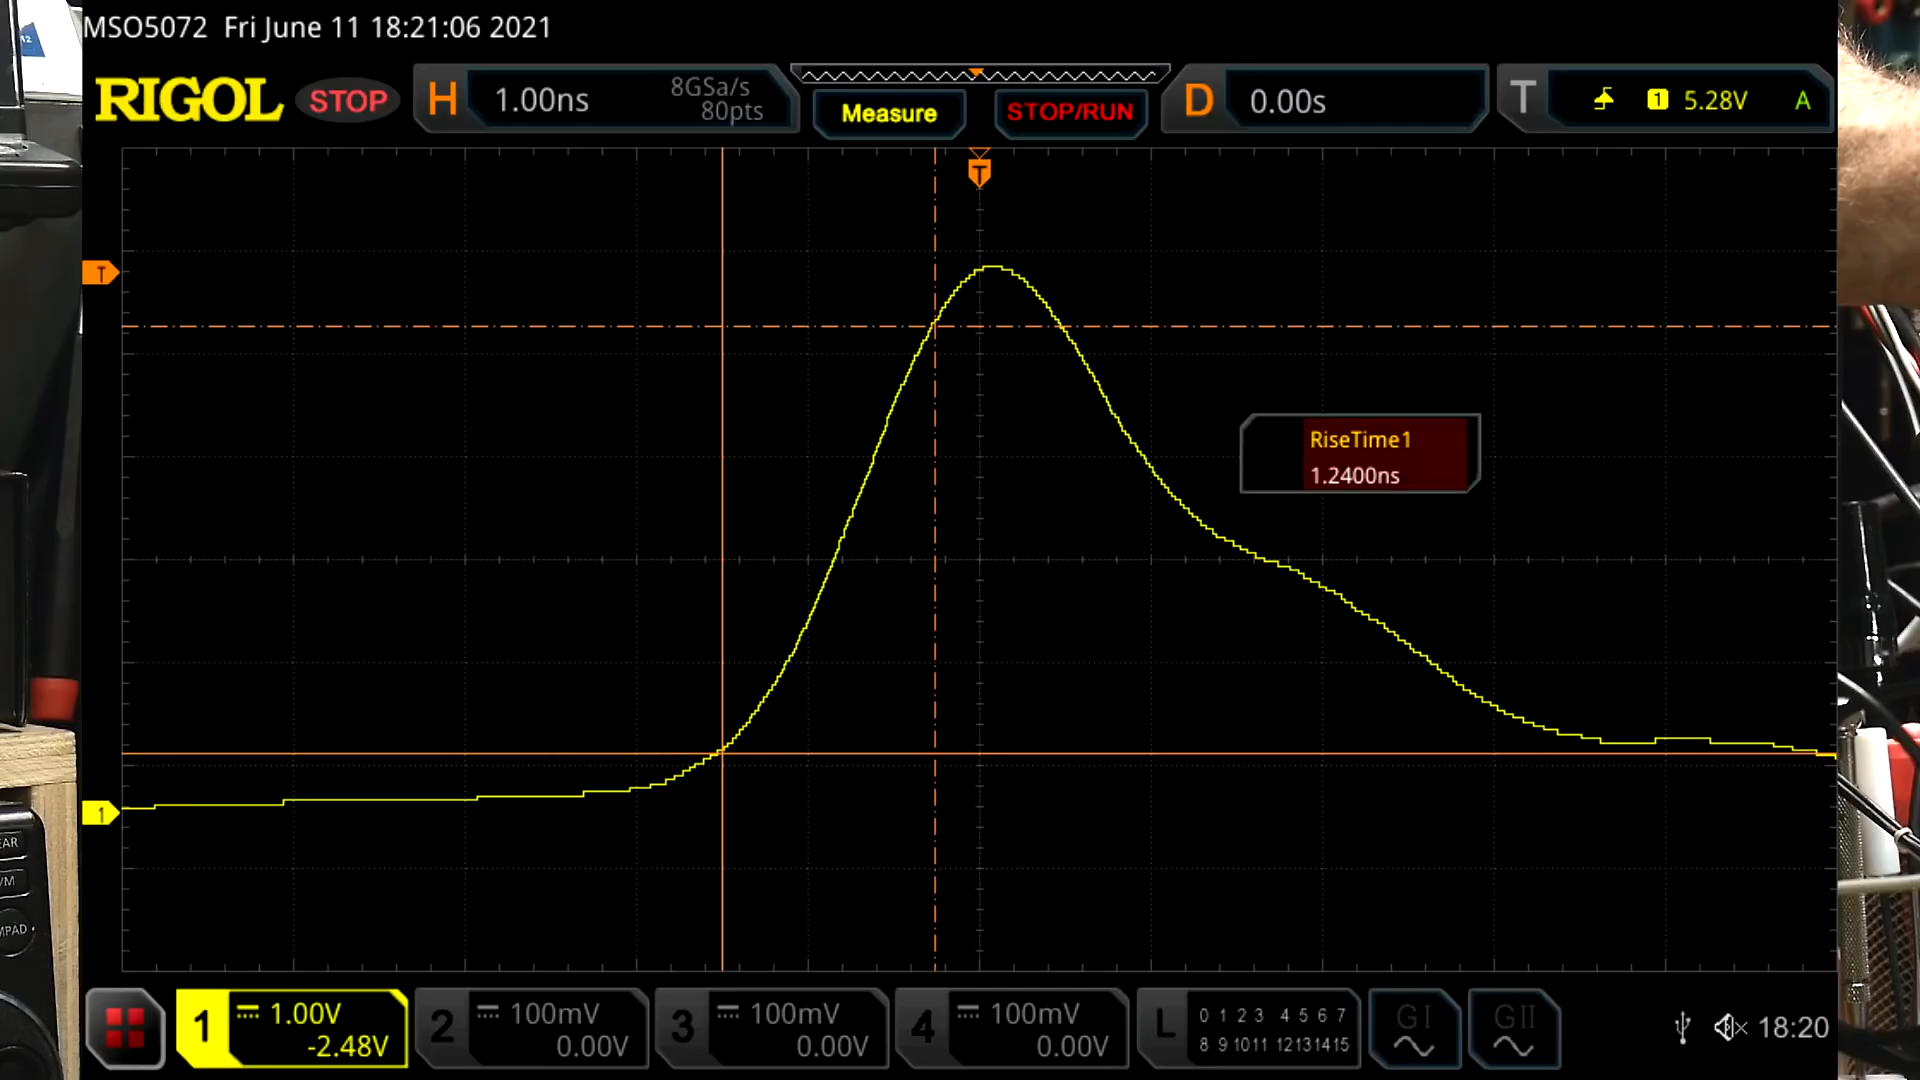 MSO5072 Fri June 11 18:21:06 2021
RIGOL
STOP
H
1.00ns
8GSa/s
80pts
Measure
STOP/RUN
D
0.00s
T
1
5.28V
A
T
T
RiseTime1
1.2400ns
1
1
1.00V
-2.48V
2
100mV
0.00V
3
100mV
0.00V
4
100mV
0.00V
L
0 1 2 3 4 5 6 7
8 9 10 11 12 13 14 15
GI
GII
18:20
EAR
/M
MPAD